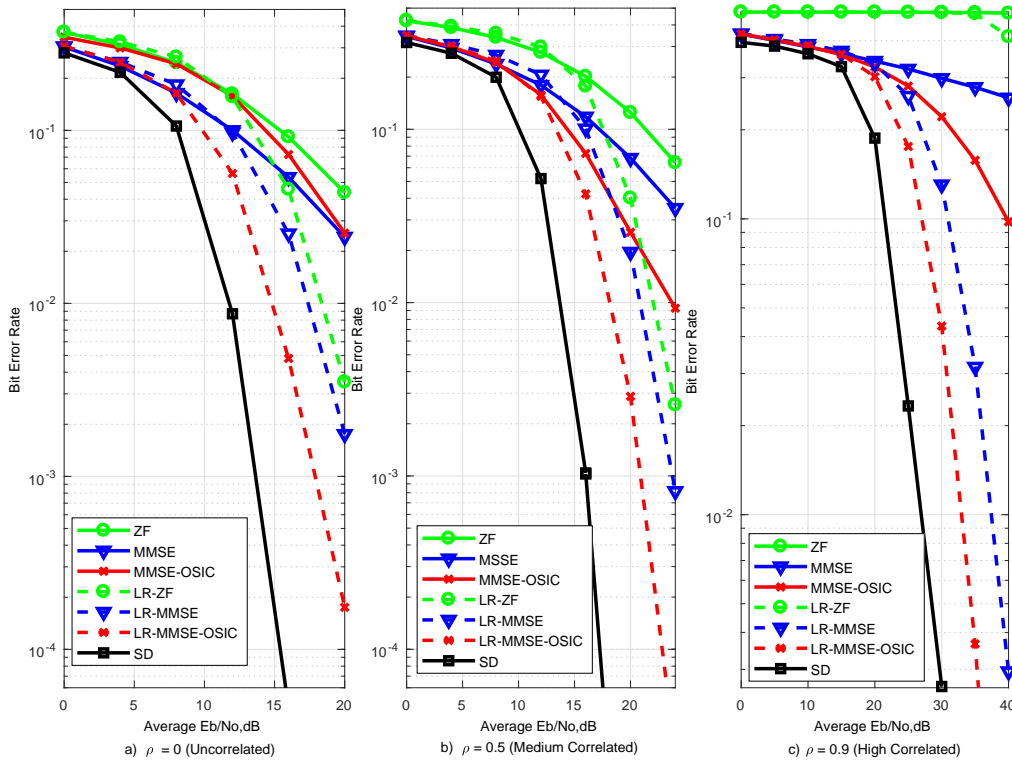 Bit Error Rate
10^-1
10^-2
10^-3
10^-4
0
5
10
15
20
Average Eb/No,dB
ZF
MMSE
MMSE-OSIC
LR-ZF
LR-MMSE
LR-MMSE-OSIC
SD
a) ρ = 0 (Uncorrelated)
Bit Error Rate
10^-1
10^-2
10^-3
10^-4
0
5
10
15
20
Average Eb/No,dB
ZF
MSSE
MMSE-OSIC
LR-ZF
LR-MMSE
LR-MMSE-OSIC
SD
b) ρ = 0.5 (Medium Correlated)
Bit Error Rate
10^-1
10^-2
0
10
20
30
40
Average Eb/No,dB
ZF
MMSE
MMSE-OSIC
LR-ZF
LR-MMSE
LR-MMSE-OSIC
SD
c) ρ = 0.9 (High Correlated)